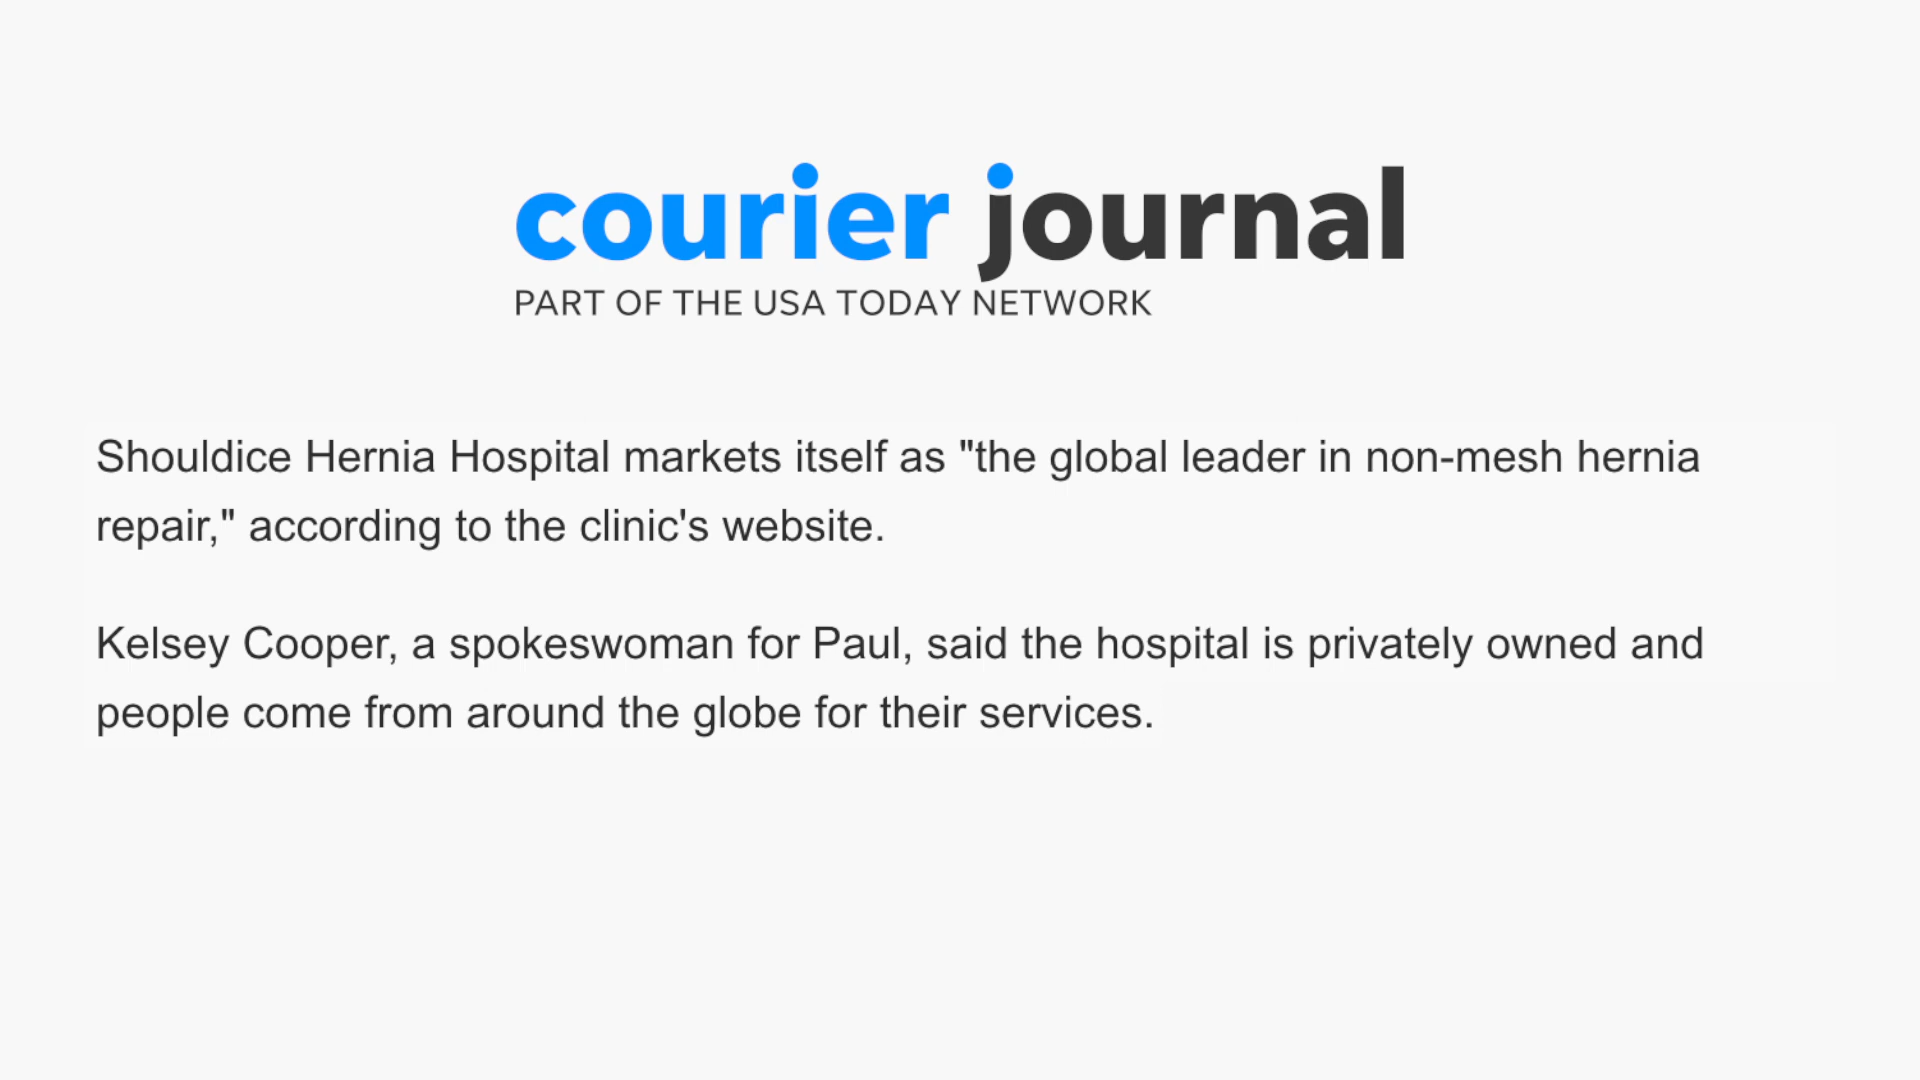 courier journal
PART OF THE USA TODAY NETWORK
Shouldice Hernia Hospital markets itself as "the global leader in non-mesh hernia
repair," according to the clinic's website.
Kelsey Cooper, a spokeswoman for Paul, said the hospital is privately owned and
people come from around the globe for their services.